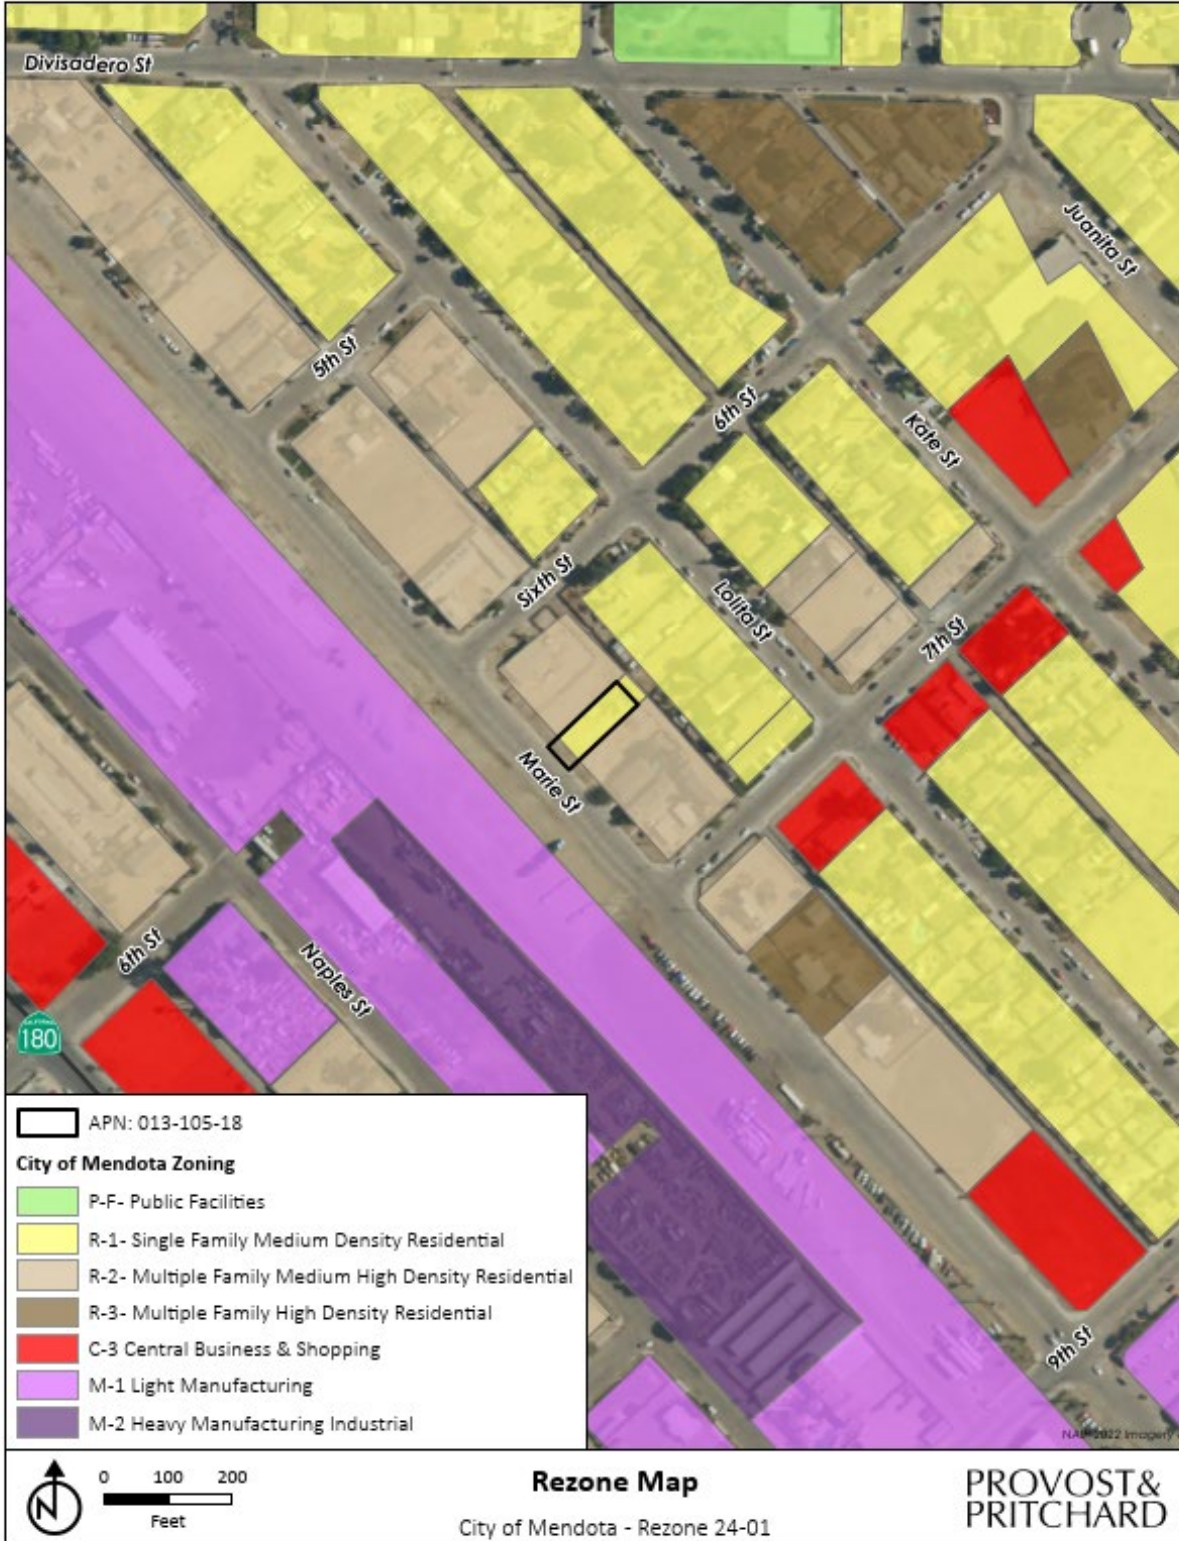 Divisadero St
Juanita St
5th St
6th St
Kate St
Sixth St
Lolita St
7th St
Marie St
6th St
Naples St
CALIFORNIA
180
9th St
APN: 013-105-18
City of Mendota Zoning
P-F- Public Facilities
R-1- Single Family Medium Density Residential
R-2- Multiple Family Medium High Density Residential
R-3- Multiple Family High Density Residential
C-3 Central Business & Shopping
M-1 Light Manufacturing
M-2 Heavy Manufacturing Industrial
NAIP 2022 Imagery
N
0 100 200
Feet
Rezone Map
City of Mendota - Rezone 24-01
PROVOST&
PRITCHARD